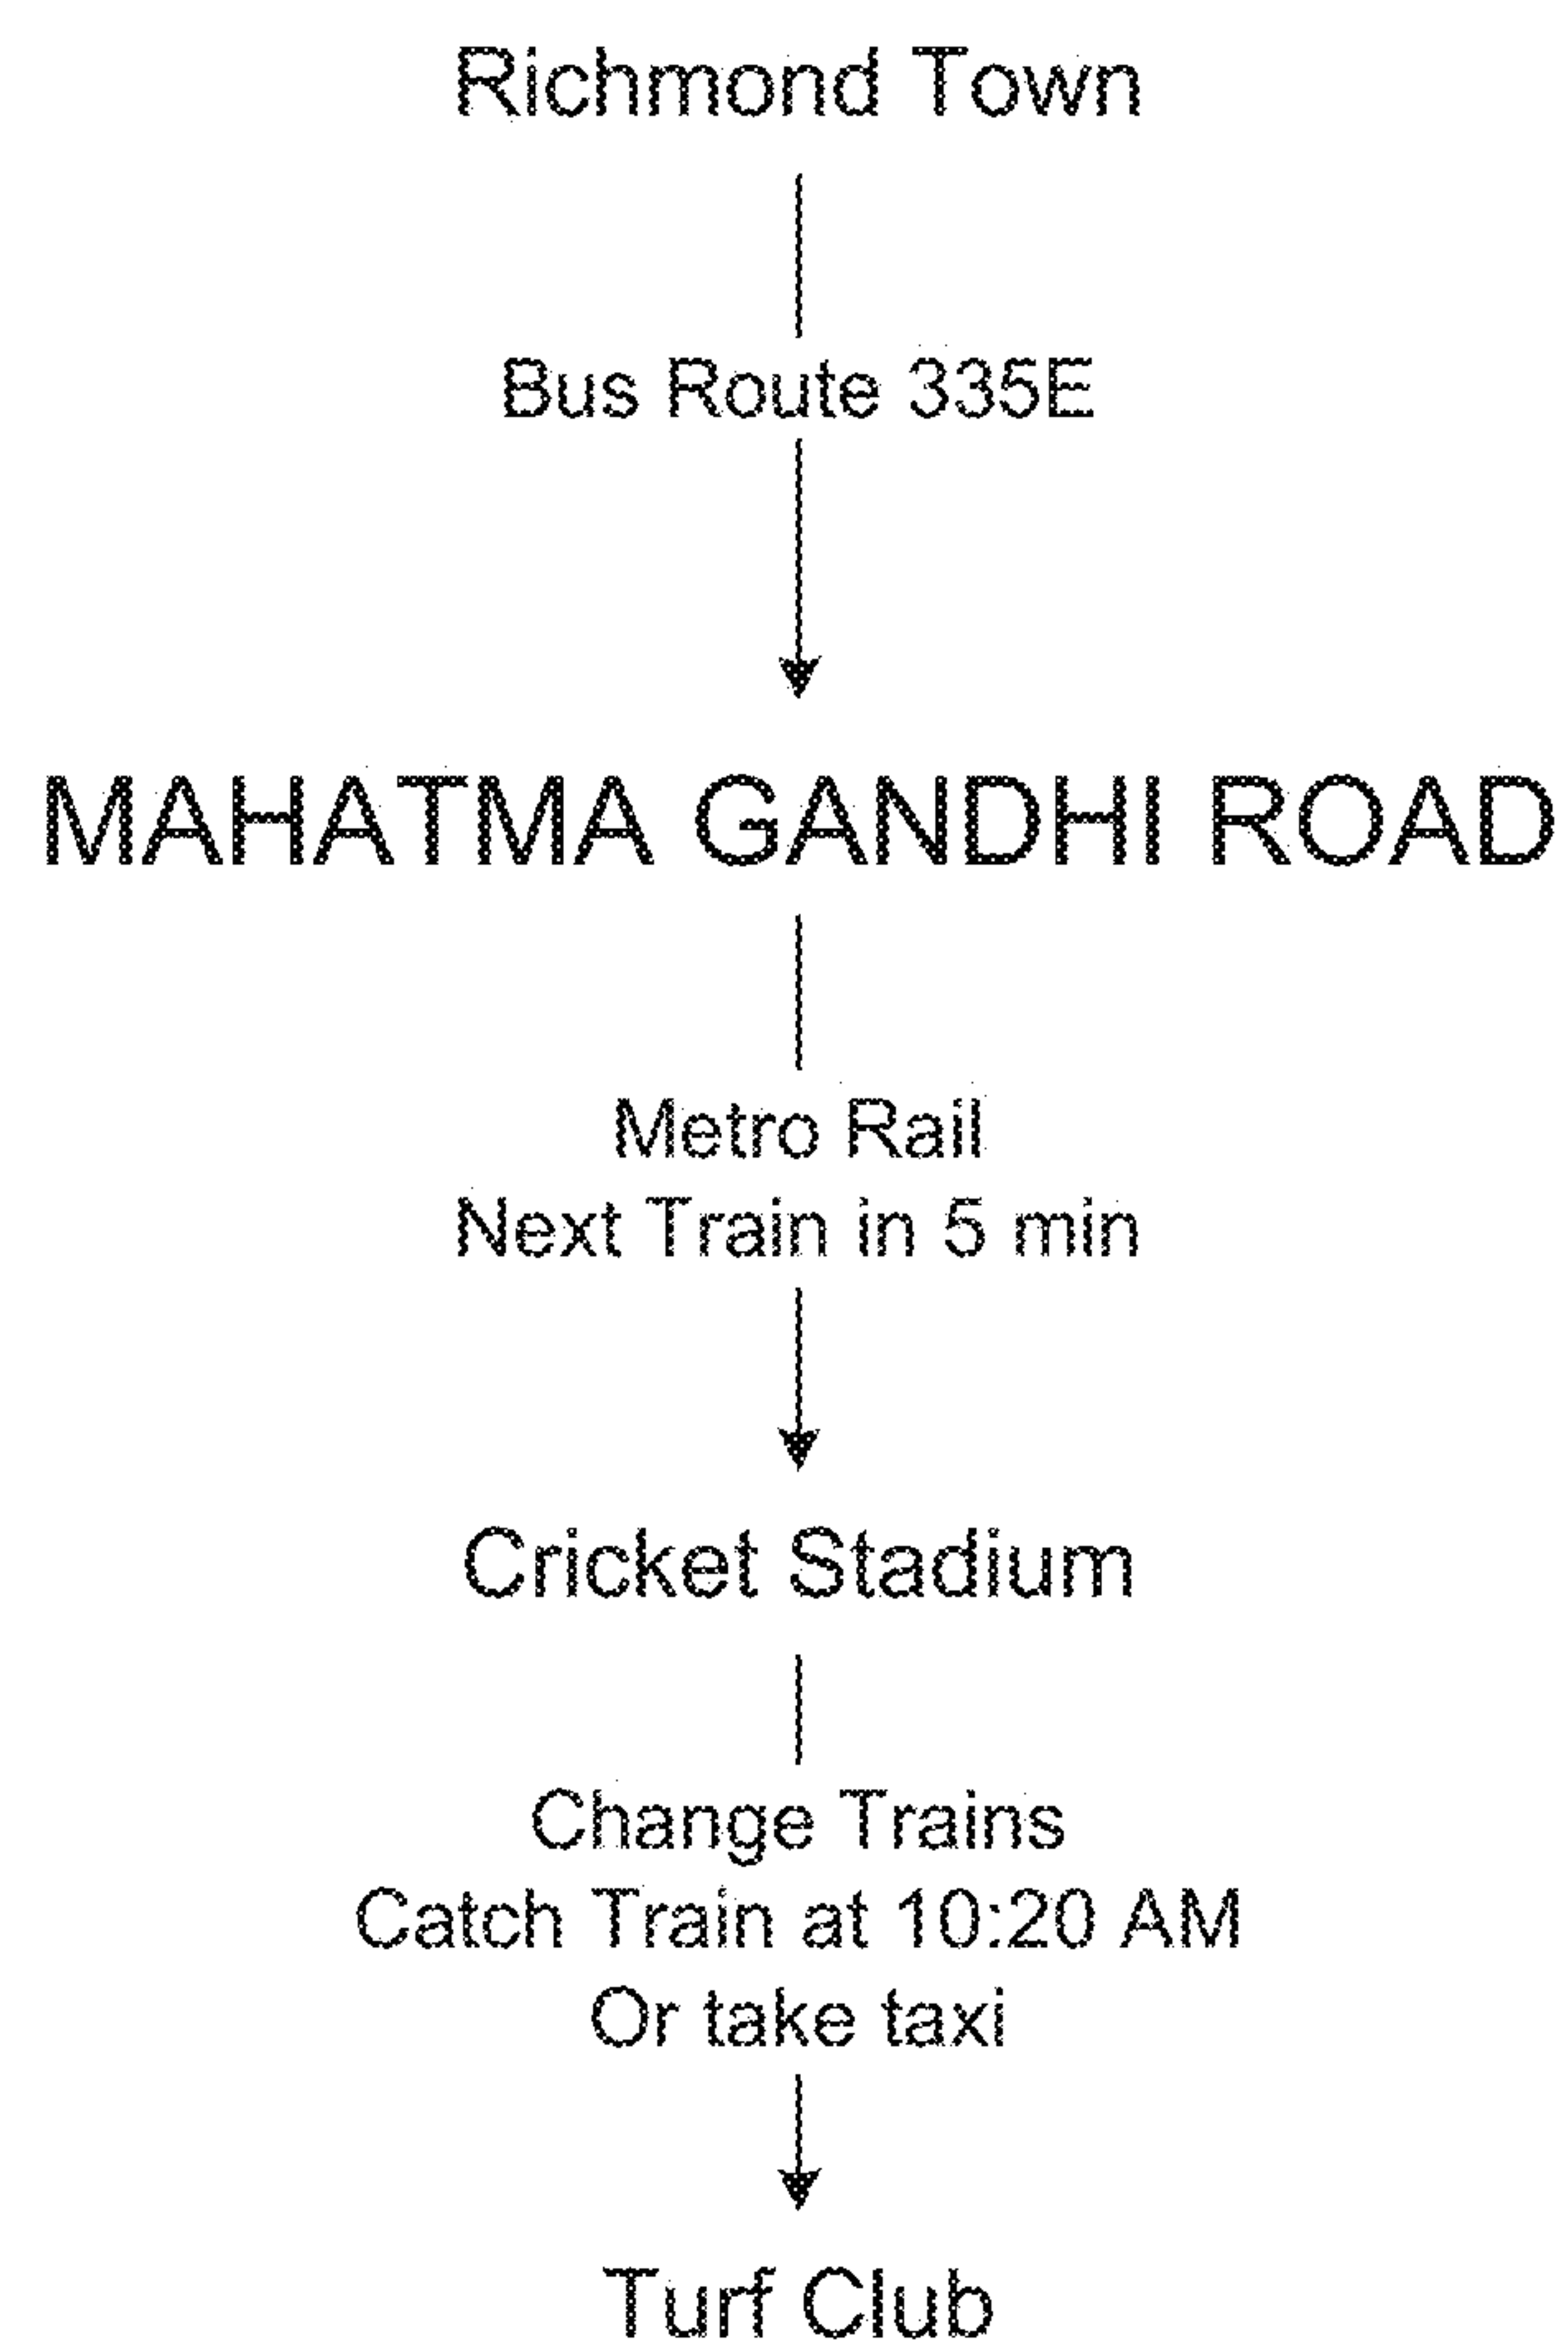 Richmond Town
Bus Route 335E
MAHATMA GANDHI ROAD
Metro Rail
Next Train in 5 min
Cricket Stadium
Change Trains
Catch Train at 10:20 AM
Or take taxi
Turf Club